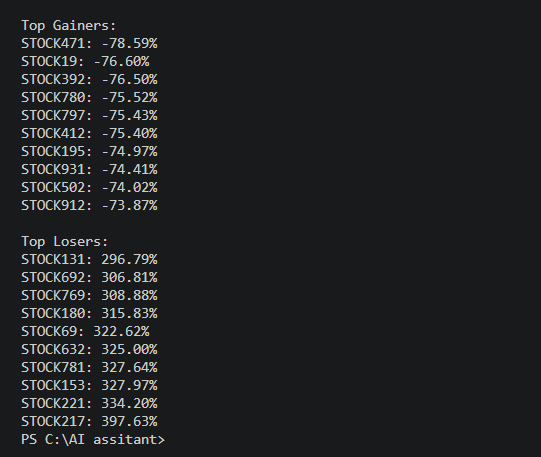 Top Gainers:
STOCK471: -78.59%
STOCK19: -76.60%
STOCK392: -76.50%
STOCK780: -75.52%
STOCK797: -75.43%
STOCK412: -75.40%
STOCK195: -74.97%
STOCK931: -74.41%
STOCK502: -74.02%
STOCK912: -73.87%

Top Losers:
STOCK131: 296.79%
STOCK692: 306.81%
STOCK769: 308.88%
STOCK180: 315.83%
STOCK69: 322.62%
STOCK632: 325.00%
STOCK781: 327.64%
STOCK153: 327.97%
STOCK221: 334.20%
STOCK217: 397.63%
PS C:\AI assitant>